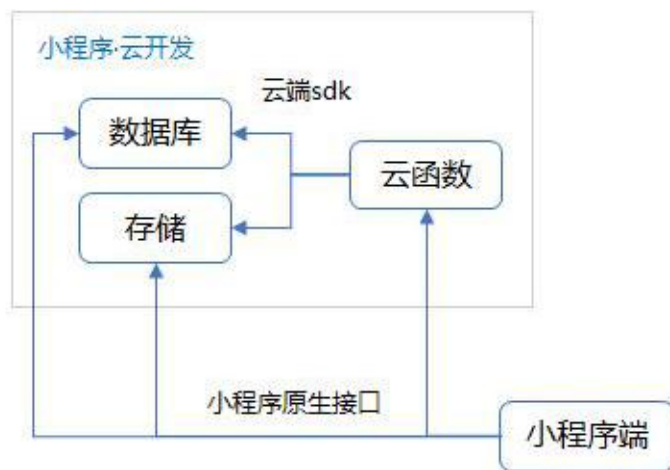 小程序·云开发
云端sdk
数据库
云函数
存储
小程序原生接口
小程序端